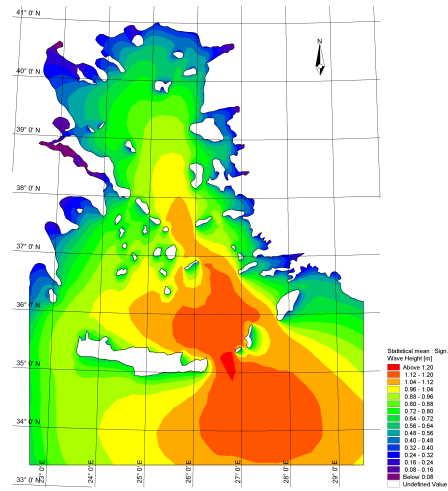 41° 0' N
N
40° 0' N
39° 0' N
38° 0' N
37° 0' N
36° 0' N
35° 0' N
34° 0' N
33° 0' N
23° 0' E
24° 0' E
25° 0' E
26° 0' E
27° 0' E
28° 0' E
29° 0' E
Statistical mean : Sign.
Wave Height [m]
Above 1.20
1.12 - 1.20
1.04 - 1.12
0.96 - 1.04
0.88 - 0.96
0.80 - 0.88
0.72 - 0.80
0.64 - 0.72
0.56 - 0.64
0.48 - 0.56
0.40 - 0.48
0.32 - 0.40
0.24 - 0.32
0.16 - 0.24
0.08 - 0.16
Below 0.08
Undefined Value